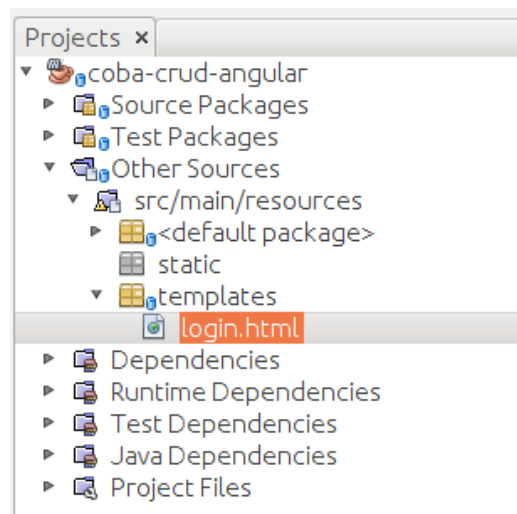 Projects ×
coba-crud-angular
Source Packages
Test Packages
Other Sources
src/main/resources
<default package>
static
templates
login.html
Dependencies
Runtime Dependencies
Test Dependencies
Java Dependencies
Project Files